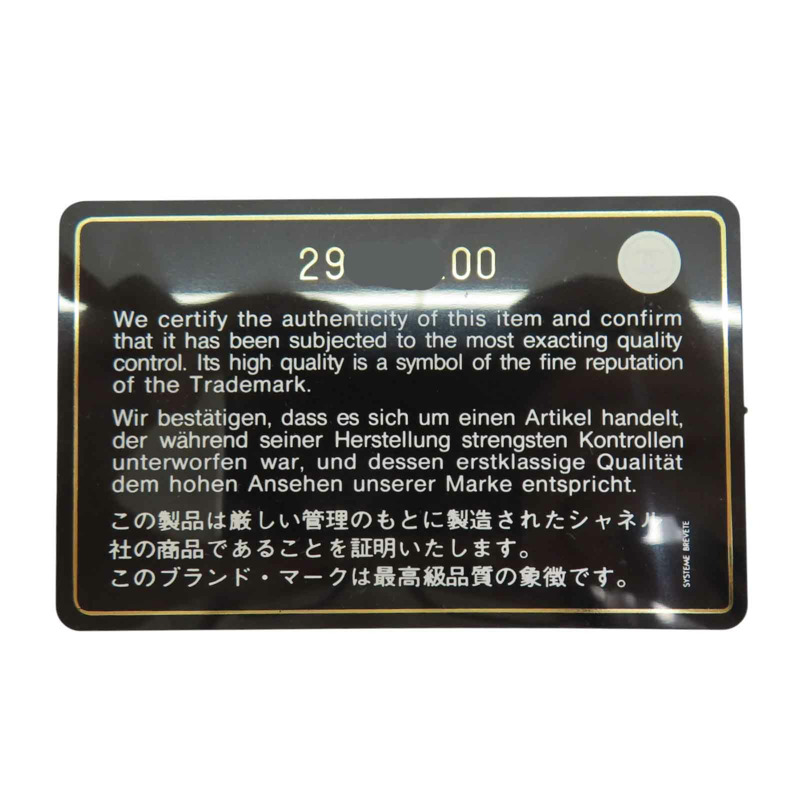 29 .00
We certify the authenticity of this item and confirm
that it has been subjected to the most exacting quality
control. Its high quality is a symbol of the fine reputation
of the Trademark.
Wir bestätigen, dass es sich um einen Artikel handelt,
der während seiner Herstellung strengsten Kontrollen
unterworfen war, und dessen erstklassige Qualität
dem hohen Ansehen unserer Marke entspricht.
この製品は厳しい管理のもとに製造されたシャネル
社の商品であることを証明いたします。
このブランド・マークは最高級品質の象徴です。
SYSTEME BREVETE